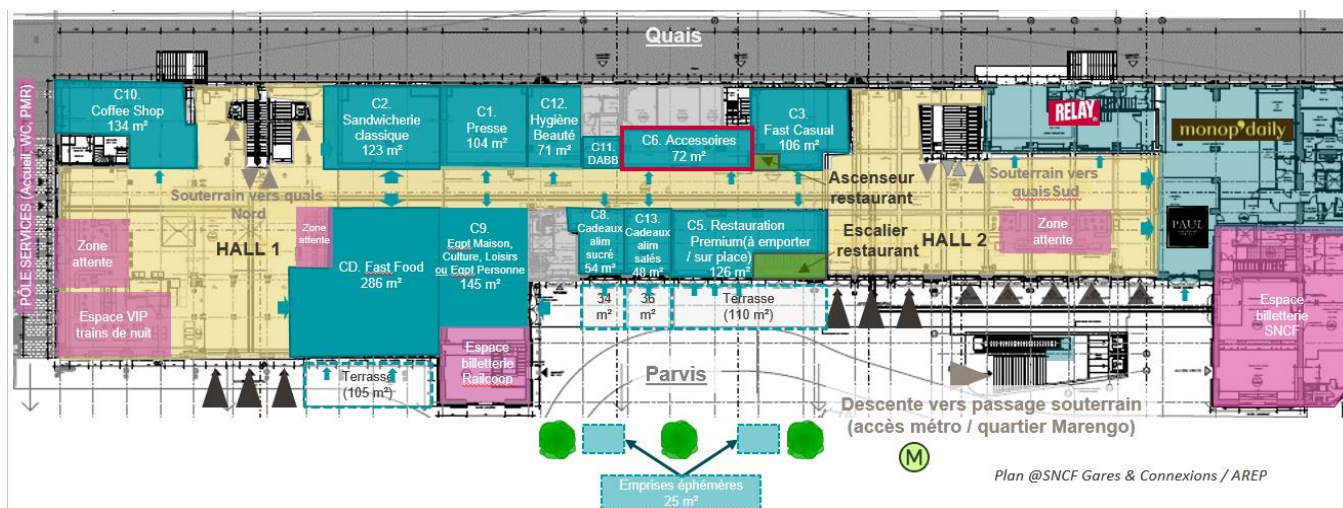 Quais
PÔLE SERVICES (Accueil, WC, PMR)
C10.
Coffee Shop
134 m²
C2.
Sandwicherie
classique
123 m²
C1.
Presse
104 m²
C12.
Hygiène
Beauté
71 m²
C11.
DABB
C6. Accessoires
72 m²
C3.
Fast Casual
106 m²
RELAY
monop'daily
Souterrain vers quais
Nord
Ascenseur
restaurant
Souterrain vers
quaisSud
Zone
attente
HALL 1
Zone
attente
CD. Fast Food
286 m²
C9.
Eqpt Maison,
Culture, Loisirs
ou Eqpt Personne
145 m²
C8.
Cadeaux
alim
sucré
54 m²
C13.
Cadeaux
alim
salés
48 m²
C5. Restauration
Premium(à emporter
/ sur place)
126 m²
Escalier
restaurant
HALL 2
Zone
attente
PAUL
Espace VIP
trains de nuit
34
m²
36
m²
Terrasse
(110 m²)
Espace
billetterie
SNCF
Terrasse
(105 m²)
Espace
billetterie
Railcoop
Parvis
Descente vers passage souterrain
(accès métro / quartier Marengo)
M
Emprises éphémères
25 m²
Plan @SNCF Gares & Connexions / AREP